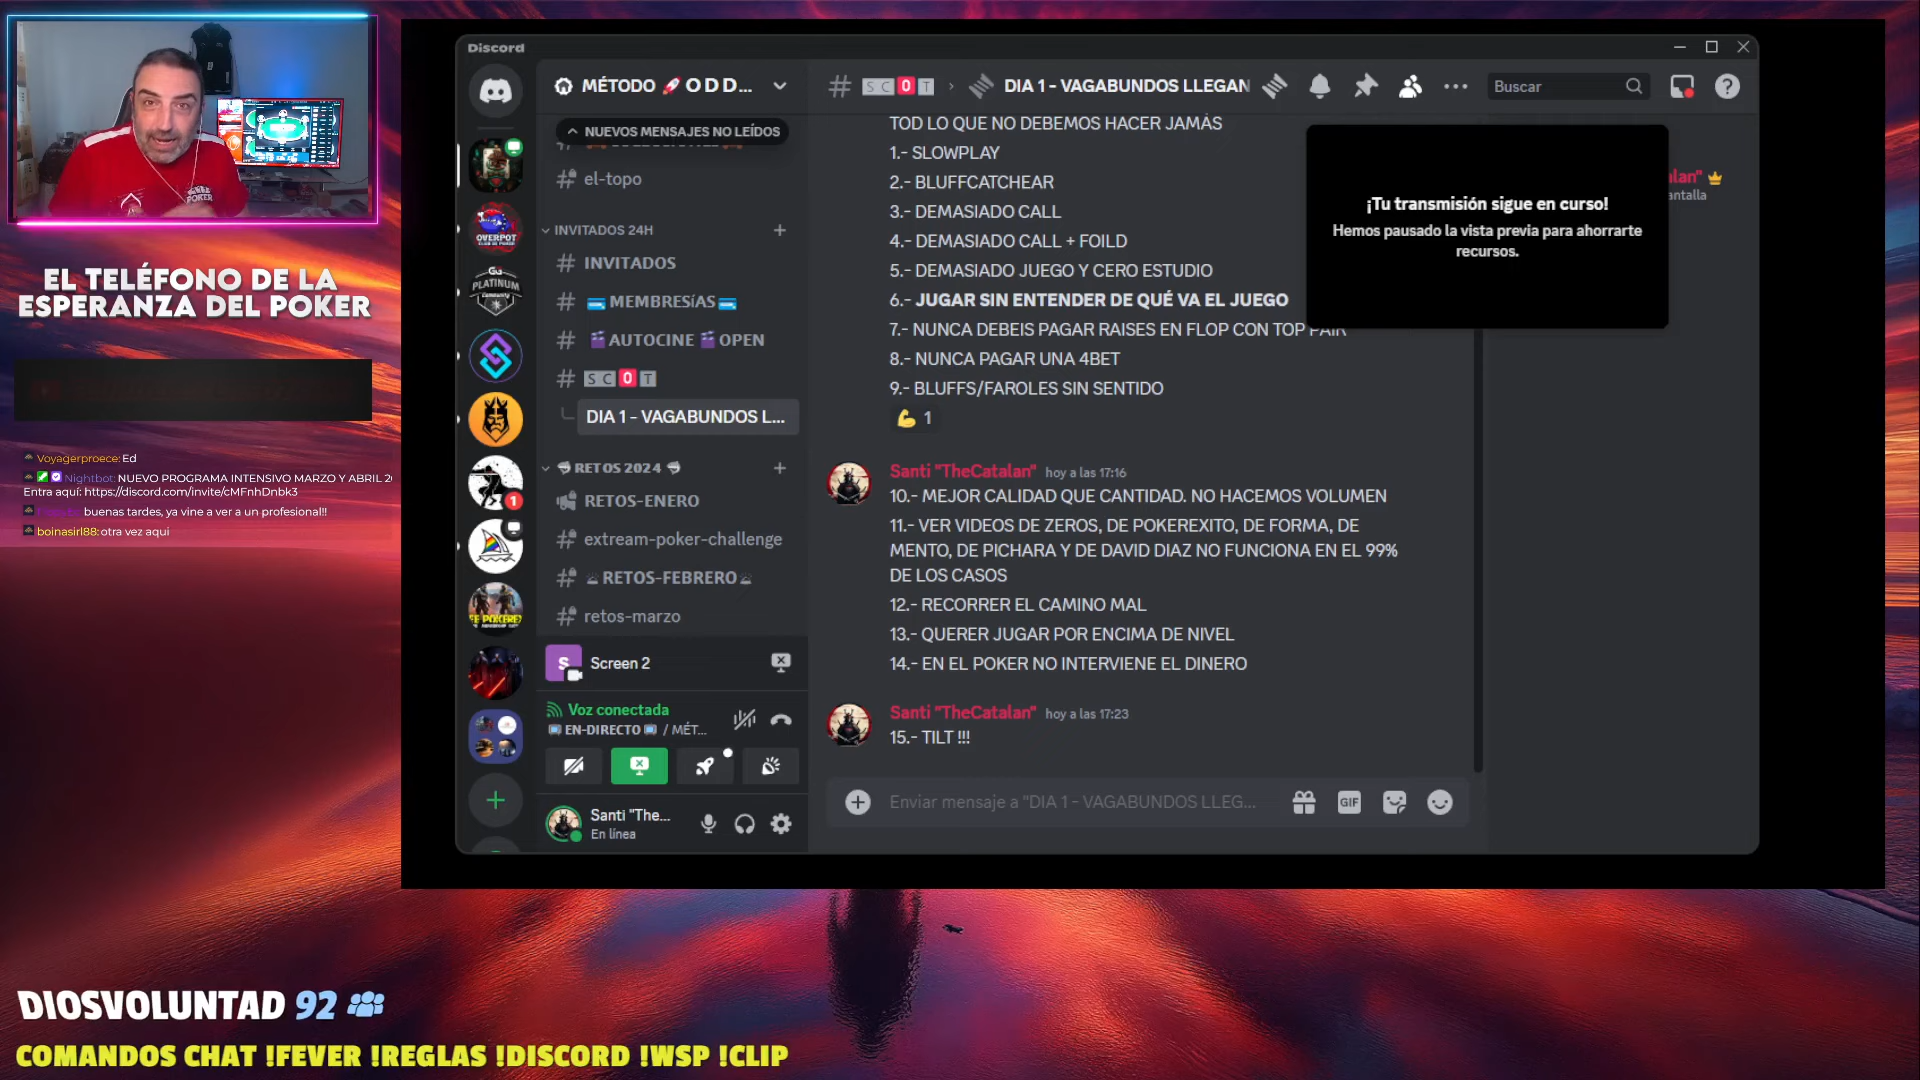 EL TELÉFONO DE LA
ESPERANZA DEL POKER
Voyagerproece: Ed
Nightbot: NUEVO PROGRAMA INTENSIVO MARZO Y ABRIL 2
Entra aquí: https://discord.com/invite/cMFnhDnbk3
buenas tardes, ya vine a ver a un profesional!!
boinasirl88: otra vez aqui
DIOSVOLUNTAD 92
COMANDOS CHAT !FEVER !REGLAS !DISCORD !WSP !CLIP
Discord
OVERPOT
PLATINUM
1
MÉTODO ODD...
NUEVOS MENSAJES NO LEÍDOS
el-topo
INVITADOS 24H
INVITADOS
MEMBRESíAS
AUTOCINE OPEN
SCOT
DIA 1 - VAGABUNDOS L...
RETOS 2024
RETOS-ENERO
extream-poker-challenge
RETOS-FEBRERO
retos-marzo
S Screen 2
Voz conectada
EN-DIRECTO / MÉT...
Santi "The...
En línea
SCOT DIA 1 - VAGABUNDOS LLEGAN
Buscar
TOD LO QUE NO DEBEMOS HACER JAMÀS
1.- SLOWPLAY
2.- BLUFFCATCHEAR
3.- DEMASIADO CALL
4.- DEMASIADO CALL + FOILD
5.- DEMASIADO JUEGO Y CERO ESTUDIO
6.- JUGAR SIN ENTENDER DE QUÉ VA EL JUEGO
7.- NUNCA DEBEIS PAGAR RAISES EN FLOP CON TOP PAIR
8.- NUNCA PAGAR UNA 4BET
9.- BLUFFS/FAROLES SIN SENTIDO
1
Santi "TheCatalan" hoy a las 17:16
10.- MEJOR CALIDAD QUE CANTIDAD. NO HACEMOS VOLUMEN
11.- VER VIDEOS DE ZEROS, DE POKEREXITO, DE FORMA, DE
MENTO, DE PICHARA Y DE DAVID DIAZ NO FUNCIONA EN EL 99%
DE LOS CASOS
12.- RECORRER EL CAMINO MAL
13.- QUERER JUGAR POR ENCIMA DE NIVEL
14.- EN EL POKER NO INTERVIENE EL DINERO
Santi "TheCatalan" hoy a las 17:23
15.- TILT !!!
Enviar mensaje a "DIA 1 - VAGABUNDOS LLEG...
GIF
¡Tu transmisión sigue en curso!
Hemos pausado la vista previa para ahorrarte
recursos.
lan"
antalla